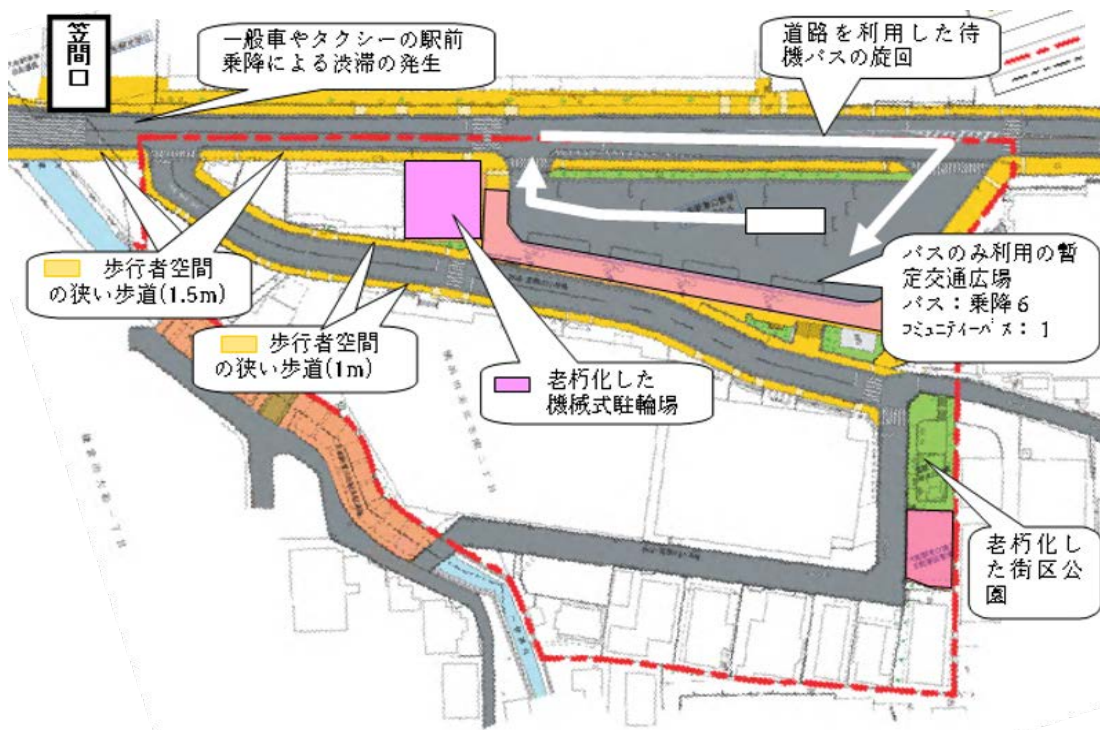 笠間口
一般車やタクシーの駅前
乗降による渋滞の発生
道路を利用した待
機バスの旋回
歩行者空間
の狭い歩道(1.5m)
歩行者空間
の狭い歩道(1m)
老朽化した
機械式駐輪場
バスのみ利用の暫
定交通広場
バス：乗降６
コミュニティーバス：１
老朽化し
た街区公
園